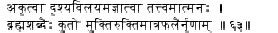 अकृत्वा दृश्यविलयमज्ञात्वा तत्त्वमात्मनः ।
ब्रह्मशब्दैः कुतो मुक्तिरुक्तिमात्रफलैर्नृणाम् ॥ ६३॥